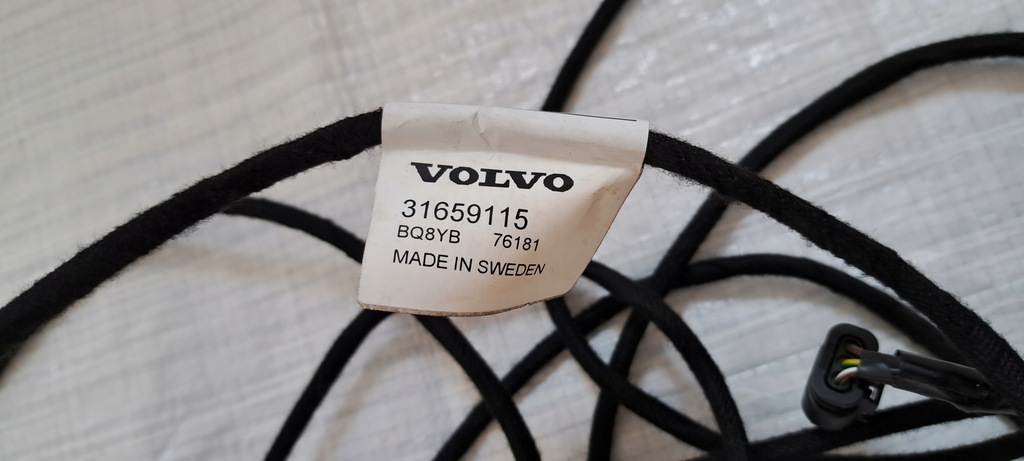 VOLVO
31659115
BQ8YB 76181
MADE IN SWEDEN